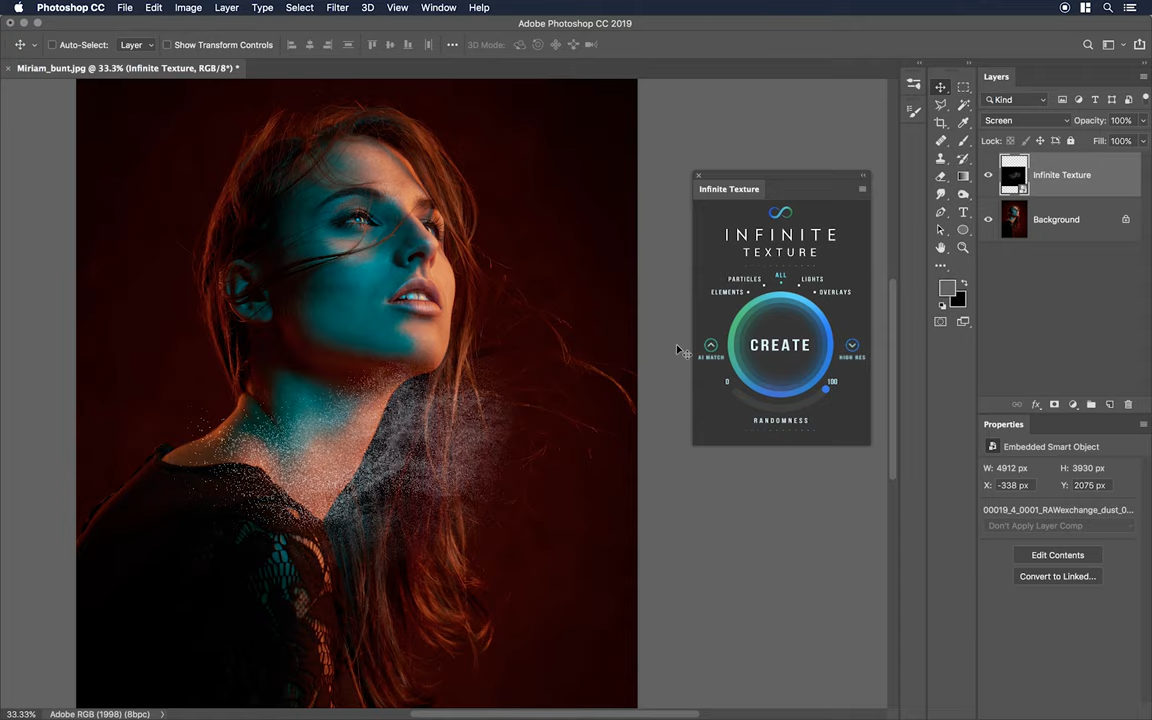 Photoshop CC File Edit Image Layer Type Select Filter 3D View Window Help
Adobe Photoshop CC 2019
Auto-Select: Layer Show Transform Controls 3D Mode:
Miriam_bunt.jpg @ 33.3% (Infinite Texture, RGB/8*) *
Layers
Kind
Screen Opacity: 100%
Lock: Fill: 100%
Infinite Texture
Background
Infinite Texture
INFINITE
TEXTURE
ALL
PARTICLES LIGHTS
ELEMENTS OVERLAYS
CREATE
AI MATCH HIGH RES
0 100
RANDOMNESS
Properties
Embedded Smart Object
W: 4912 px H: 3930 px
X: -338 px Y: 2075 px
00019_4_0001_RAWexchange_dust_0...
Don't Apply Layer Comp
Edit Contents
Convert to Linked...
33.33% Adobe RGB (1998) (8bpc)